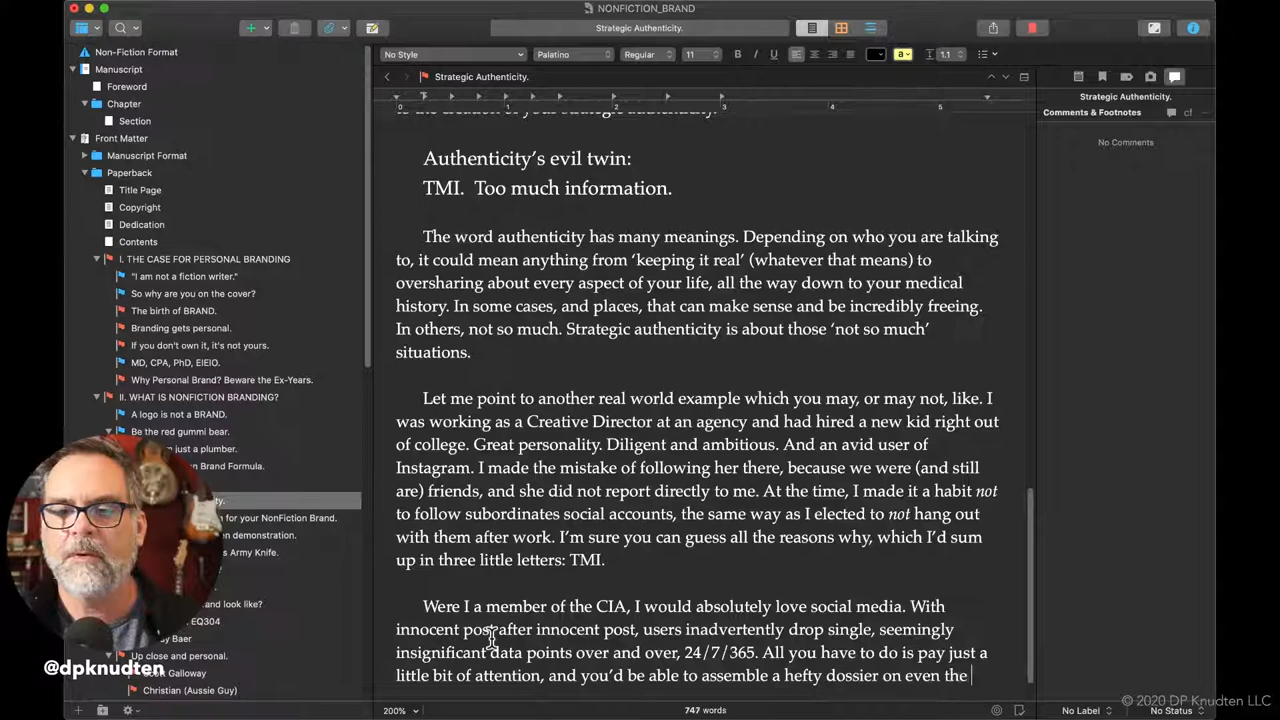 NONFICTION_BRAND
Strategic Authenticity.
No Style Palatino Regular 11 B I U a 1.1
Strategic Authenticity.
0 1 2 3 4 5
Non-Fiction Format
Manuscript
Foreword
Chapter
Section
Front Matter
Manuscript Format
Paperback
Title Page
Copyright
Dedication
Contents
I. THE CASE FOR PERSONAL BRANDING
"I am not a fiction writer."
So why are you on the cover?
The birth of BRAND.
Branding gets personal.
If you don't own it, it's not yours.
MD, CPA, PhD, EIEIO.
Why Personal Brand? Beware the Ex-Years.
II. WHAT IS NONFICTION BRANDING?
A logo is not a BRAND.
Be the red gummi bear.
just a plumber.
Brand Formula.
for your NonFiction Brand.
demonstration.
Army Knife.
and look like?
EQ304
Baer
Up close and personal.
Scott Galloway
Christian (Aussie Guy)
Authenticity's evil twin:
TMI. Too much information.
The word authenticity has many meanings. Depending on who you are talking
to, it could mean anything from 'keeping it real' (whatever that means) to
oversharing about every aspect of your life, all the way down to your medical
history. In some cases, and places, that can make sense and be incredibly freeing.
In others, not so much. Strategic authenticity is about those 'not so much'
situations.
Let me point to another real world example which you may, or may not, like. I
was working as a Creative Director at an agency and had hired a new kid right out
of college. Great personality. Diligent and ambitious. And an avid user of
Instagram. I made the mistake of following her there, because we were (and still
are) friends, and she did not report directly to me. At the time, I made it a habit not
to follow subordinates social accounts, the same way as I elected to not hang out
with them after work. I'm sure you can guess all the reasons why, which I'd sum
up in three little letters: TMI.
Were I a member of the CIA, I would absolutely love social media. With
innocent post after innocent post, users inadvertently drop single, seemingly
insignificant data points over and over, 24/7/365. All you have to do is pay just a
little bit of attention, and you'd be able to assemble a hefty dossier on even the
Strategic Authenticity.
Comments & Footnotes
No Comments
@dpknudten
200% 747 words No Label No Status
© 2020 DP Knudten LLC